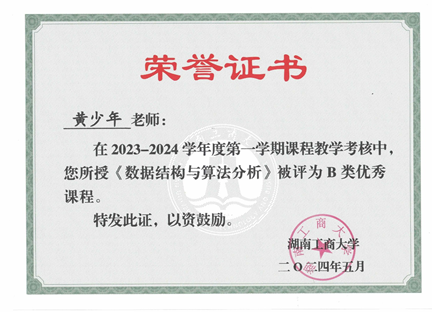 荣誉证书
黄少年 老师:
在 2023-2024 学年度第一学期课程教学考核中,
您所授《数据结构与算法分析》被评为 B 类优秀
课程。
特发此证,以资鼓励。
湖南工商大学
二〇二四年五月